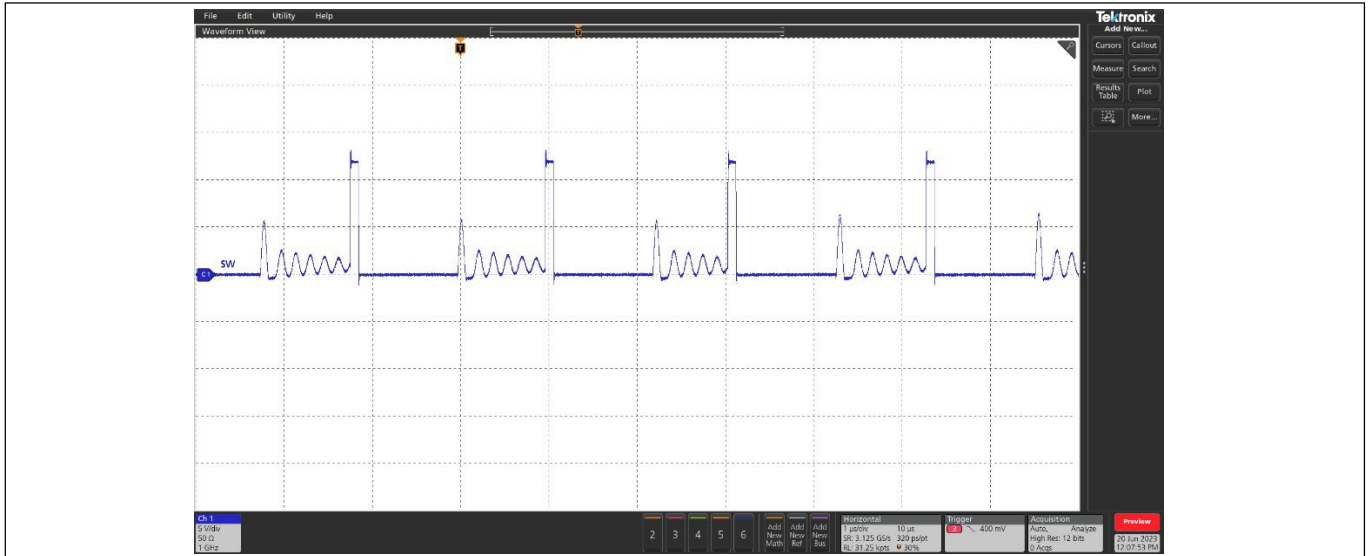 File Edit Utility Help
Tektronix
Waveform View
Add New...
T
T
Cursors Callout
Measure Search
Results Table Plot
More...
SW
C1
Ch 1
5 V/div
50 Ω
1 GHz
2 3 4 5 6
Add New Math
Add New Ref
Add New Bus
Horizontal
1 µs/div 10 µs
SR: 3.125 GS/s 320 ps/pt
RL: 31.25 kpts 30%
Trigger
3 400 mV
Acquisition
Auto, Analyze
High Res: 12 bits
0 Acqs
Preview
20 Jun 2023
12:07:53 PM